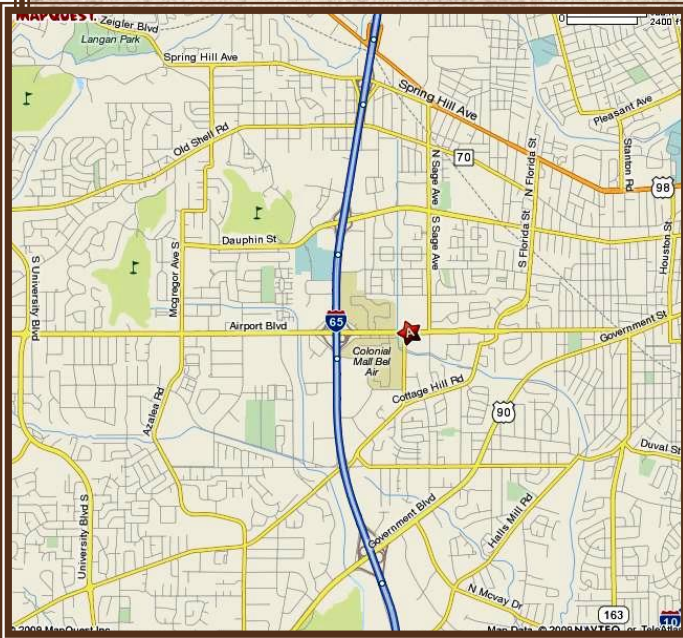 MAPQUEST.
Zeigler Blvd
Langan Park
0
2400 ft
Spring Hill Ave
Spring Hill Ave
Pleasant Ave
Old Shell Rd
70
N Sage Ave
N Florida St
Stanton Rd
98
Dauphin St
Mcgregor Ave S
S Sage Ave
S Florida St
Houston St
S University Blvd
Airport Blvd
65
A
Government St
Colonial
Mall Bel
Air
Cottage Hill Rd
90
Azalea Rd
Duval St
University Blvd S
Government Blvd
Halls Mill Rd
N Mcvay Dr
163
10
© 2009 MapQuest Inc.
Map Data © 2009 NAVTEQ or TeleAtlas